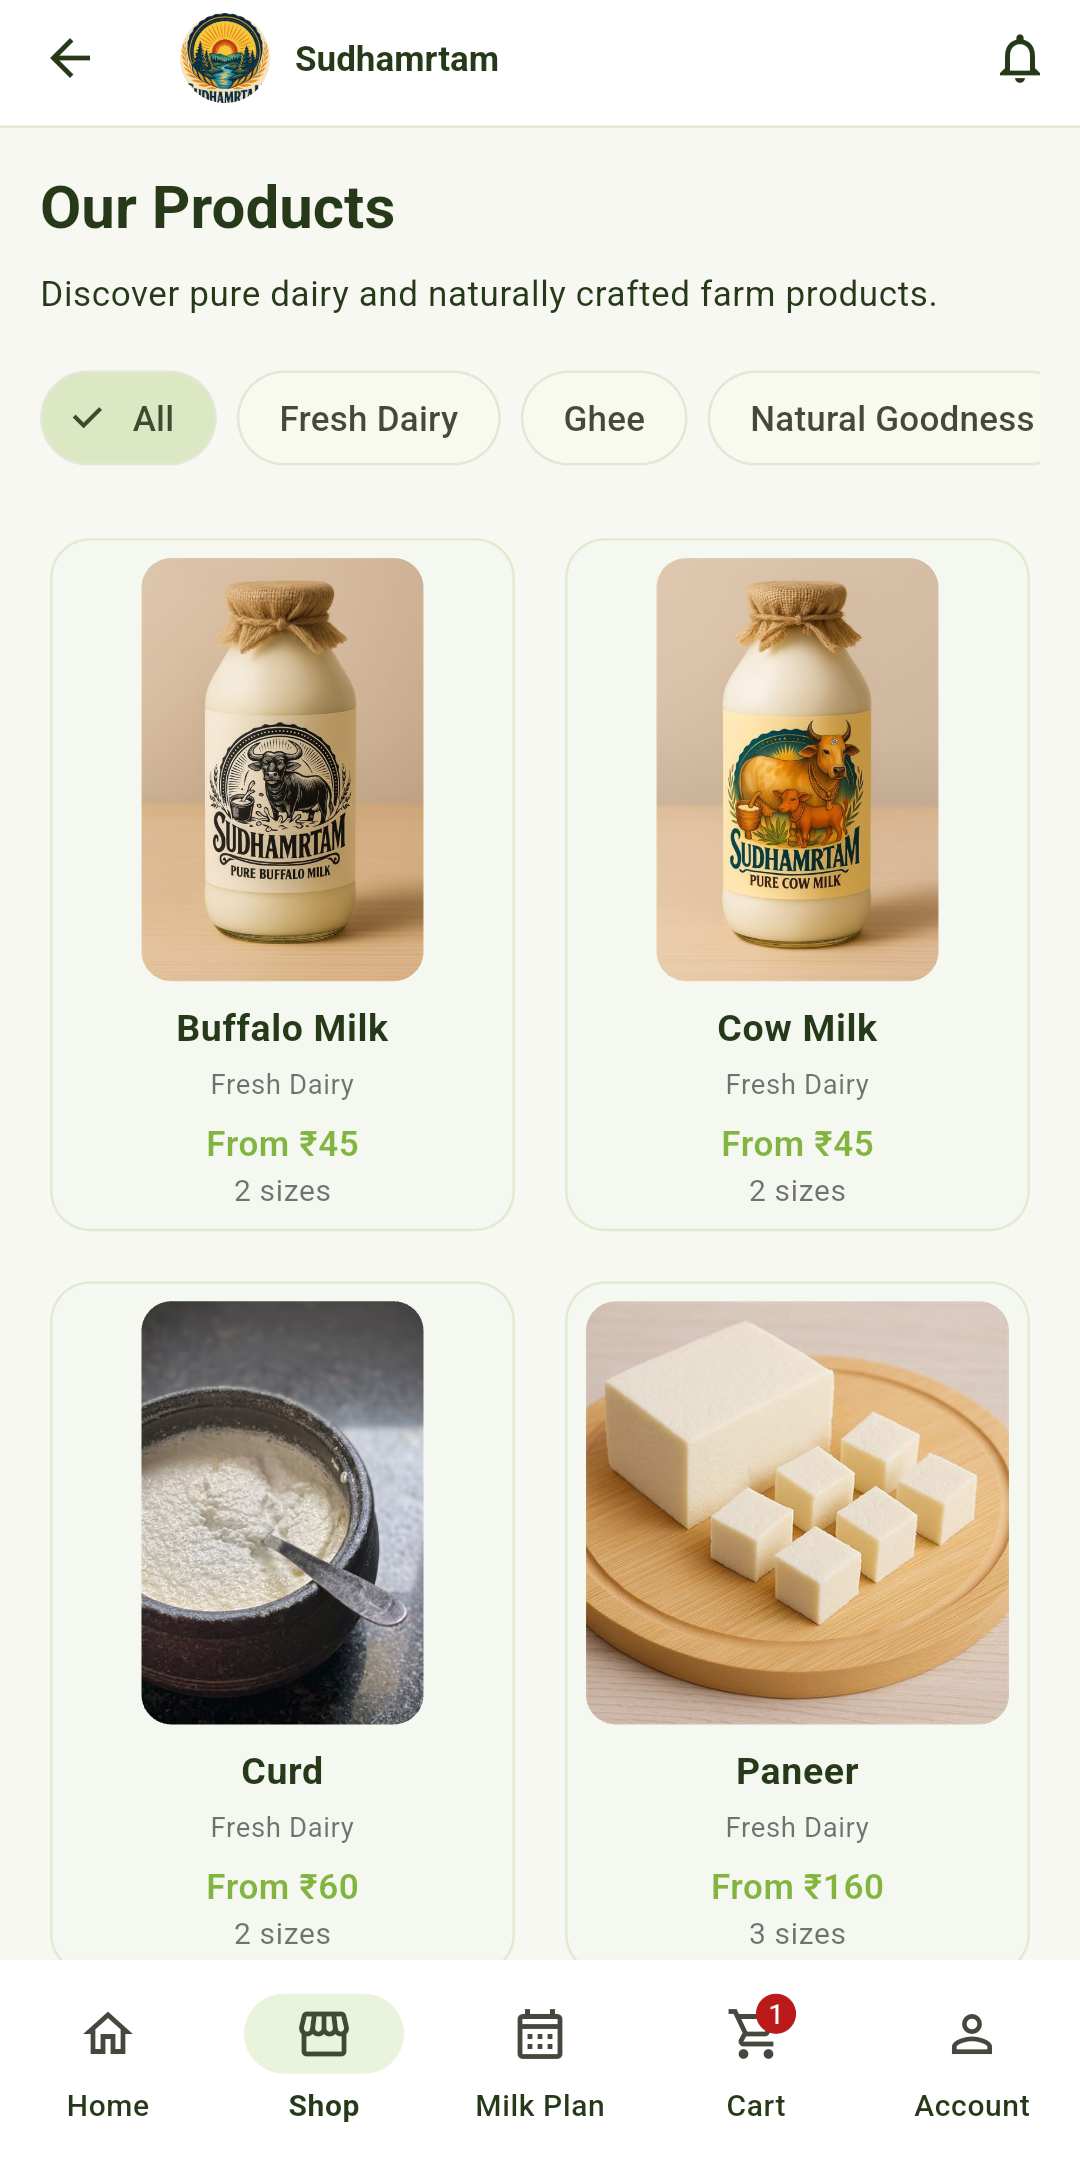 Sudhamrtam
Our Products
Discover pure dairy and naturally crafted farm products.
All
Fresh Dairy
Ghee
Natural Goodness
SUDHAMRTAM
PURE BUFFALO MILK
SUDHAMRTAM
PURE COW MILK
Buffalo Milk
Cow Milk
Fresh Dairy
Fresh Dairy
From ₹45
From ₹45
2 sizes
2 sizes
Curd
Paneer
Fresh Dairy
Fresh Dairy
From ₹60
From ₹160
2 sizes
3 sizes
1
Home
Shop
Milk Plan
Cart
Account